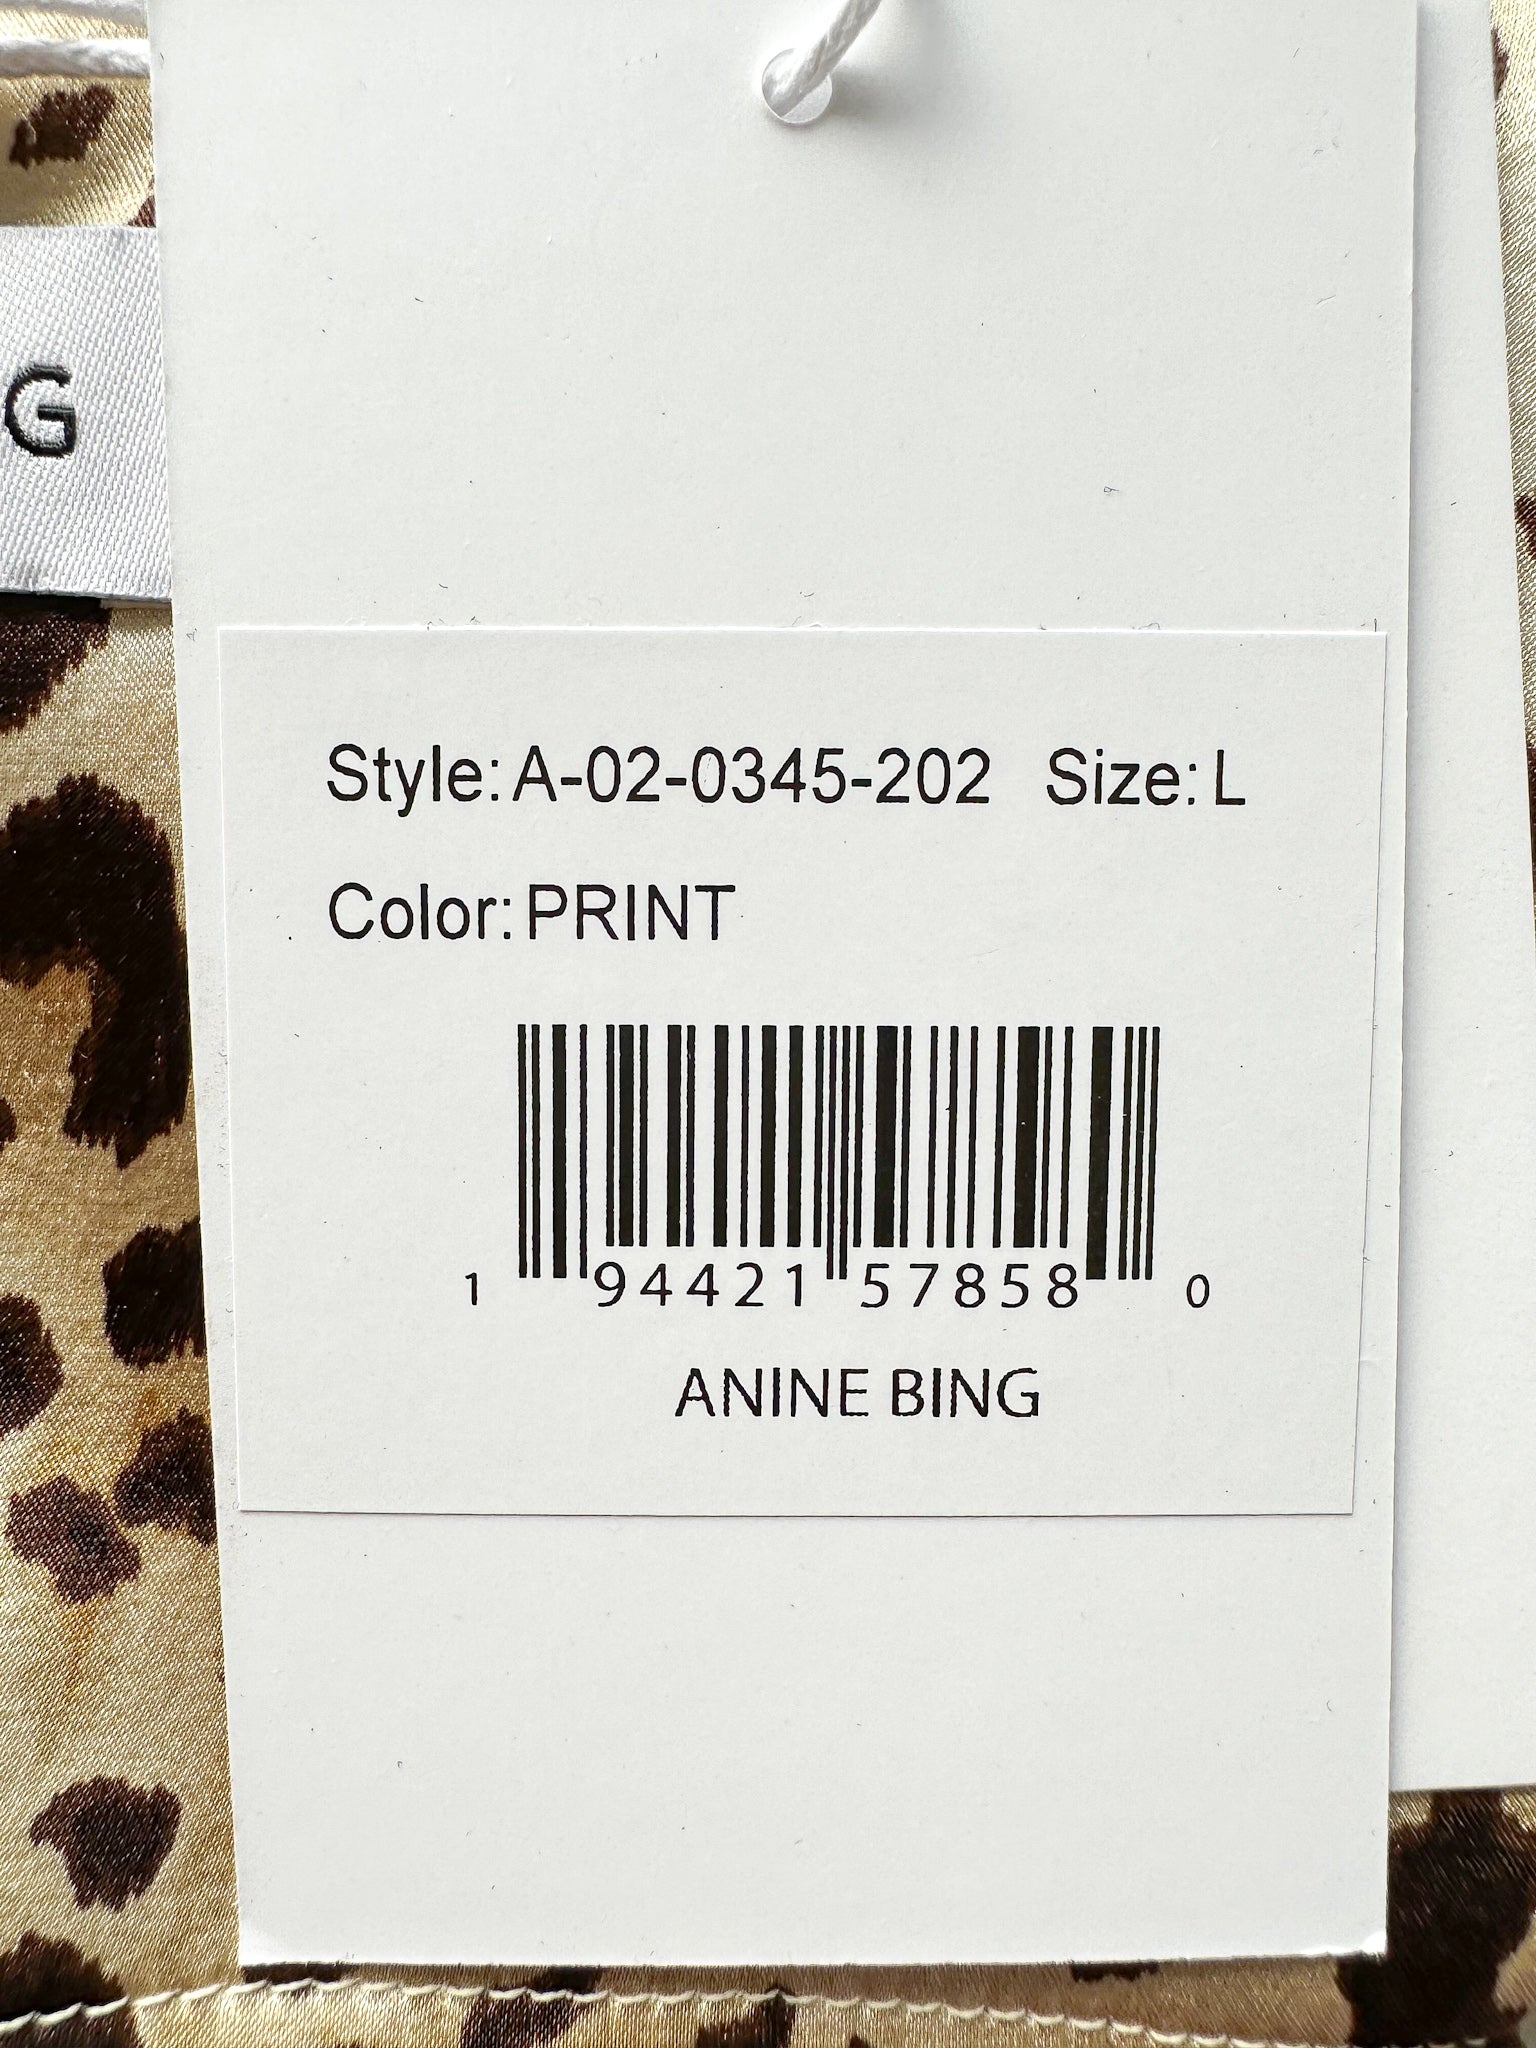 G
Style: A-02-0345-202 Size: L
Color: PRINT
1 94421 57858 0
ANINE BING